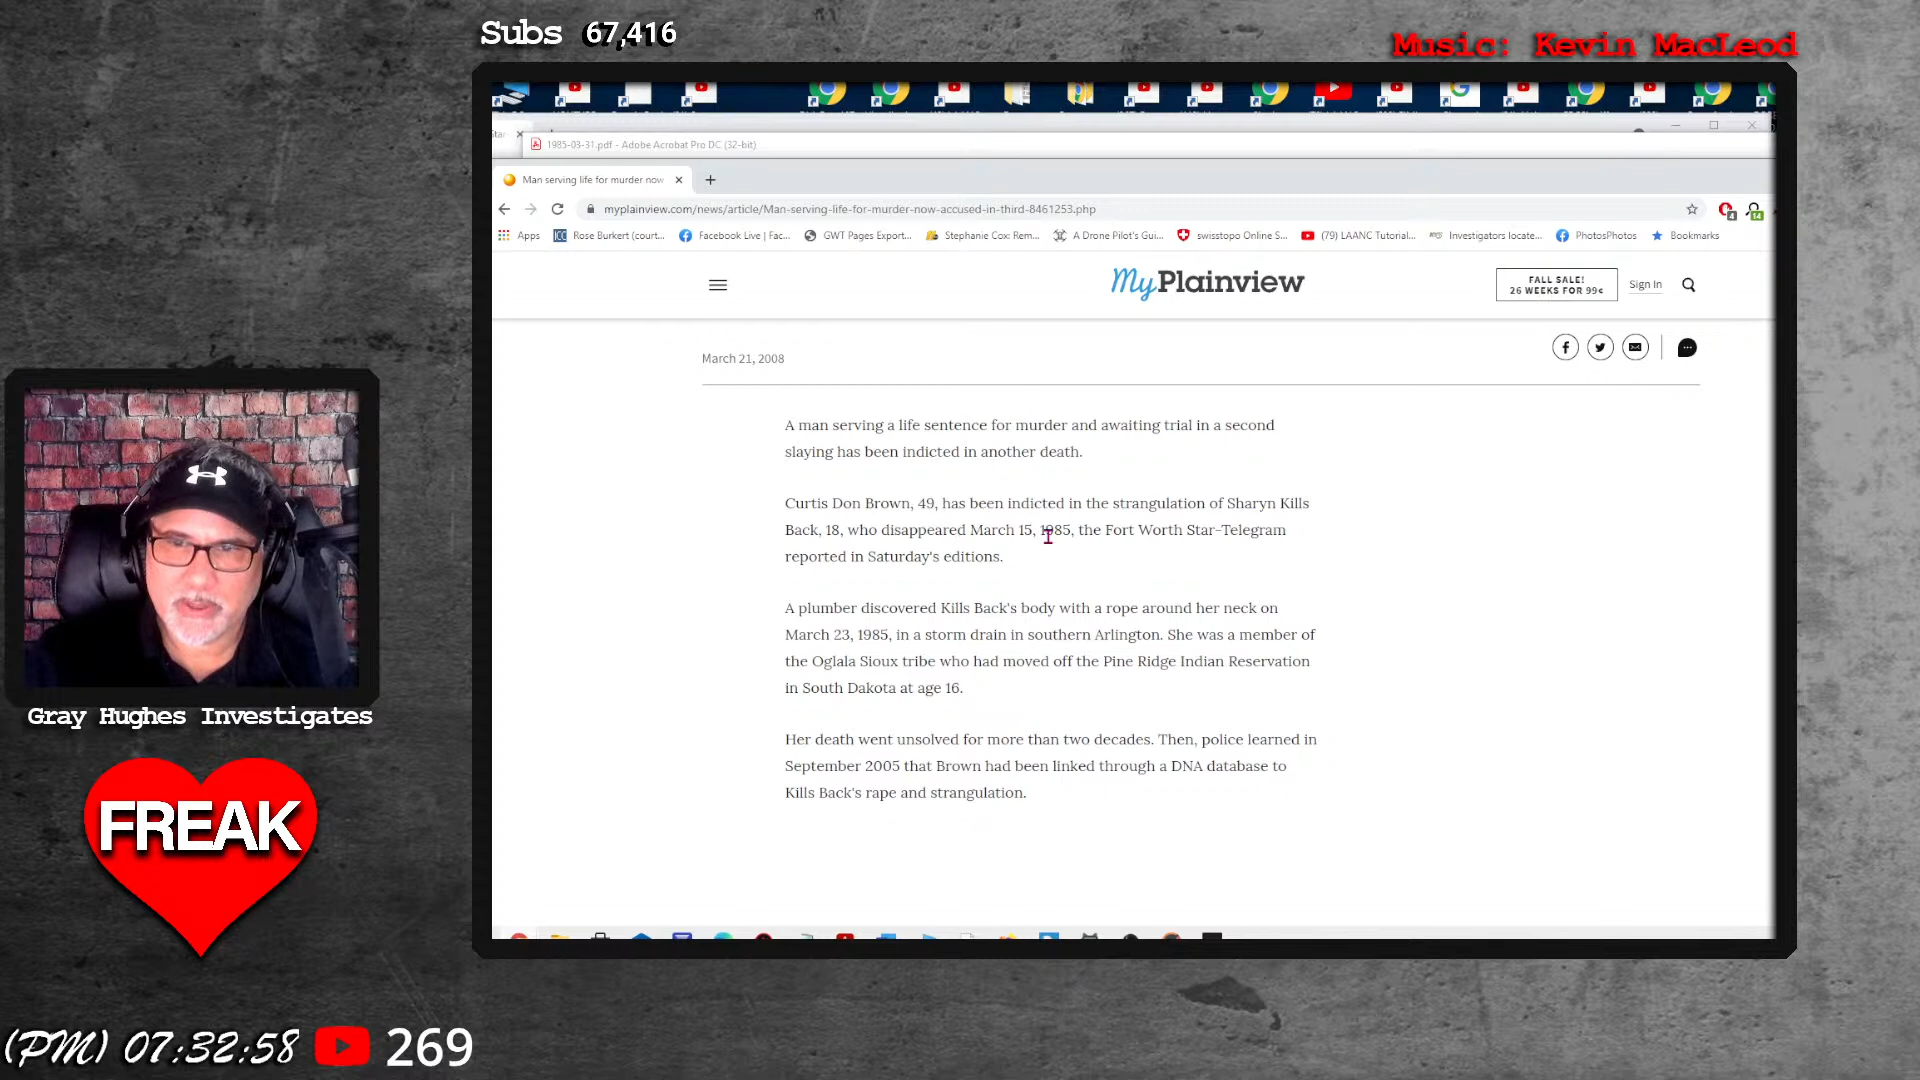 Subs 67,416
Music: Kevin MacLeod
1985-03-31.pdf - Adobe Acrobat Pro DC (32-bit)
Man serving life for murder now
myplainview.com/news/article/Man-serving-life-for-murder-now-accused-in-third-8461253.php
Apps Rose Burkert (court... Facebook Live | Fac... GWT Pages Export... Stephanie Cox: Rem... A Drone Pilot's Gui... swisstopo Online S... (79) LAANC Tutorial... Investigators locate... PhotosPhotos Bookmarks
MyPlainview
FALL SALE!
26 WEEKS FOR 99¢
Sign In
March 21, 2008
A man serving a life sentence for murder and awaiting trial in a second
slaying has been indicted in another death.
Curtis Don Brown, 49, has been indicted in the strangulation of Sharyn Kills
Back, 18, who disappeared March 15, 1985, the Fort Worth Star-Telegram
reported in Saturday's editions.
A plumber discovered Kills Back's body with a rope around her neck on
March 23, 1985, in a storm drain in southern Arlington. She was a member of
the Oglala Sioux tribe who had moved off the Pine Ridge Indian Reservation
in South Dakota at age 16.
Her death went unsolved for more than two decades. Then, police learned in
September 2005 that Brown had been linked through a DNA database to
Kills Back's rape and strangulation.
Gray Hughes Investigates
FREAK
(PM) 07:32:58 269